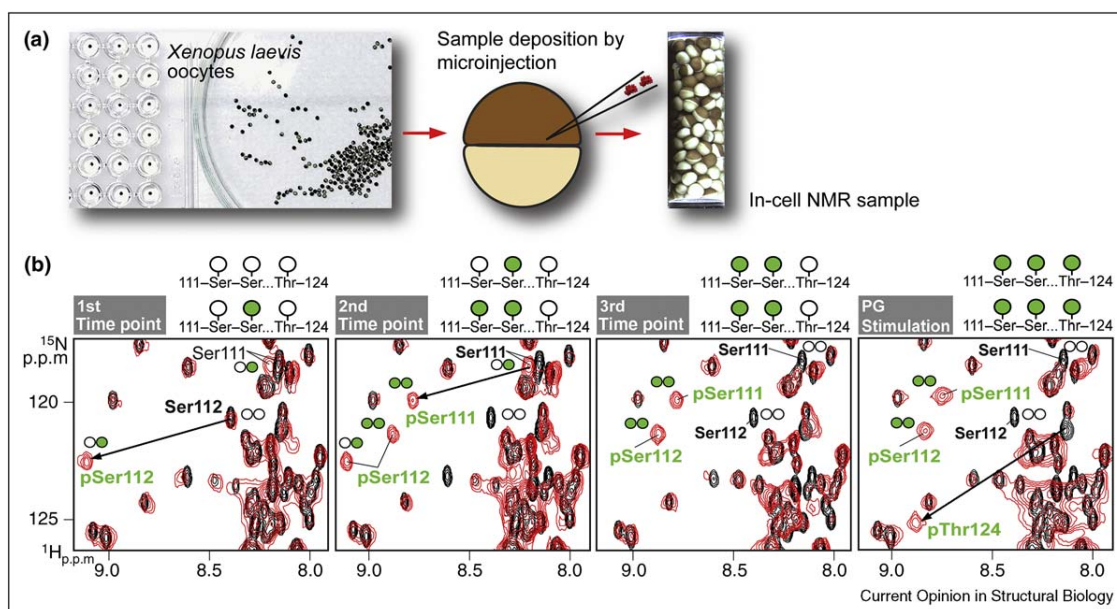 (a)
Xenopus laevis
oocytes
Sample deposition by
microinjection
In-cell NMR sample
(b)
111–Ser–Ser...Thr–124
111–Ser–Ser...Thr–124
111–Ser–Ser...Thr–124
111–Ser–Ser...Thr–124
1st
Time point
111–Ser–Ser...Thr–124
2nd
Time point
111–Ser–Ser...Thr–124
3rd
Time point
111–Ser–Ser...Thr–124
PG
Stimulation
111–Ser–Ser...Thr–124
15N
p.p.m
120
125
1H p.p.m
Ser111
Ser112
pSer112
9.0 8.5 8.0
Ser111
pSer111
pSer112
9.0 8.5 8.0
Ser111
pSer111
Ser112
pSer112
9.0 8.5 8.0
Ser111
pSer111
Ser112
pSer112
pThr124
9.0 8.5 8.0
Current Opinion in Structural Biology